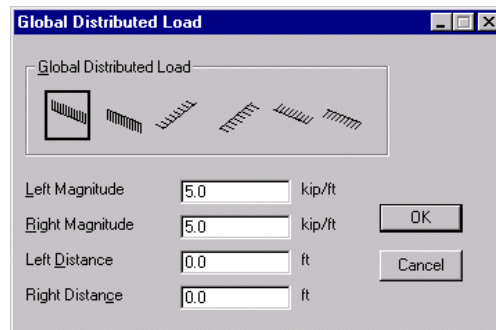 Global Distributed Load
Global Distributed Load
Left Magnitude 5.0 kip/ft
Right Magnitude 5.0 kip/ft
OK
Left Distance 0.0 ft
Cancel
Right Distance 0.0 ft